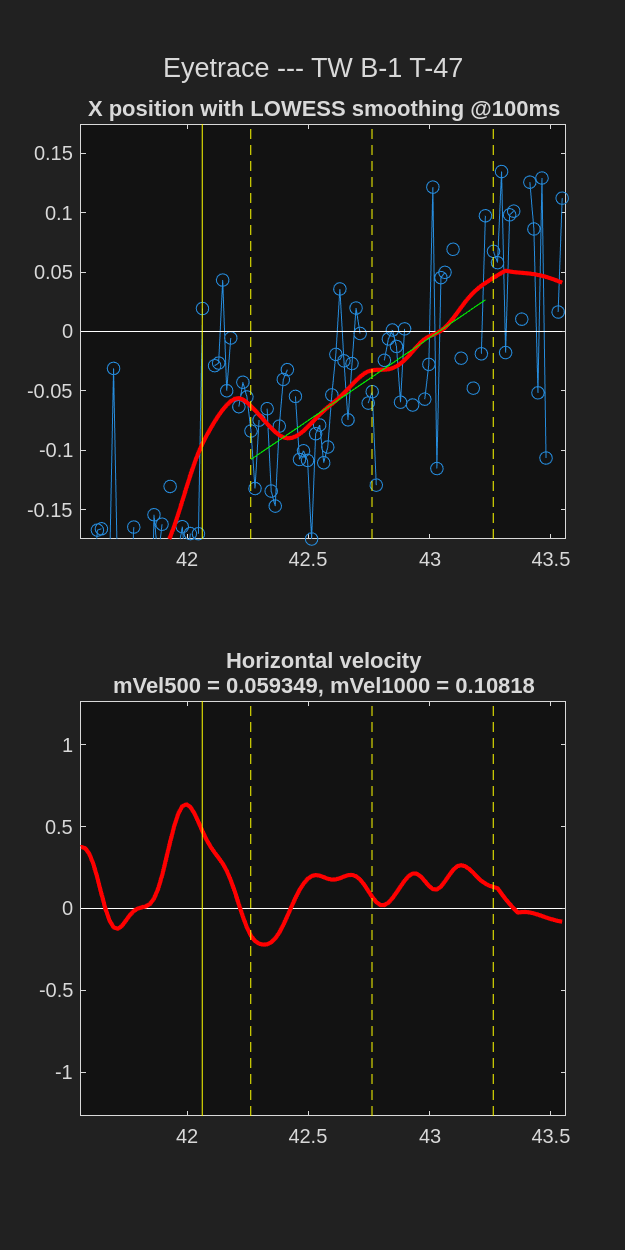 Eyetrace --- TW B-1 T-47
X position with LOWESS smoothing @100ms
0.15
0.1
0.05
0
-0.05
-0.1
-0.15
42 42.5 43 43.5
Horizontal velocity
mVel500 = 0.059349, mVel1000 = 0.10818
1
0.5
0
-0.5
-1
42 42.5 43 43.5